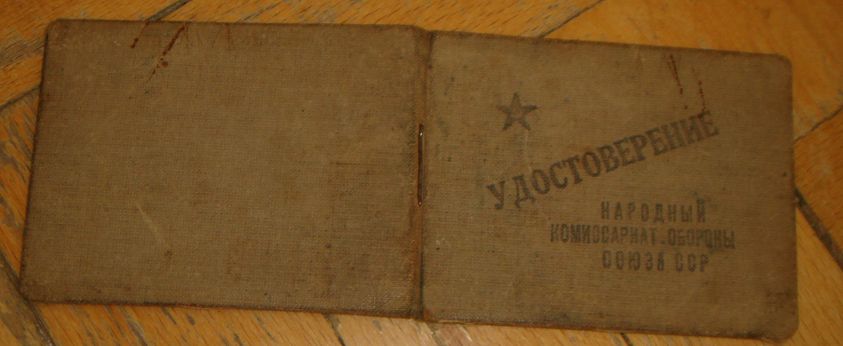 УДОСТОВЕРЕНИЕ
НАРОДНЫЙ
КОМИССАРИАТ ОБОРОНЫ
СОЮЗА ССР